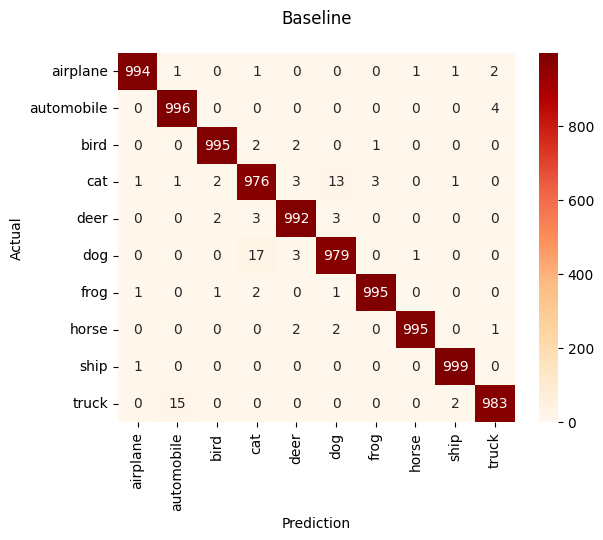 Baseline
Actual
airplane 994 1 0 1 0 0 0 1 1 2
automobile 0 996 0 0 0 0 0 0 0 4
bird 0 0 995 2 2 0 1 0 0 0
cat 1 1 2 976 3 13 3 0 1 0
deer 0 0 2 3 992 3 0 0 0 0
dog 0 0 0 17 3 979 0 1 0 0
frog 1 0 1 2 0 1 995 0 0 0
horse 0 0 0 0 2 2 0 995 0 1
ship 1 0 0 0 0 0 0 0 999 0
truck 0 15 0 0 0 0 0 0 2 983
airplane automobile bird cat deer dog frog horse ship truck
Prediction
800
600
400
200
0